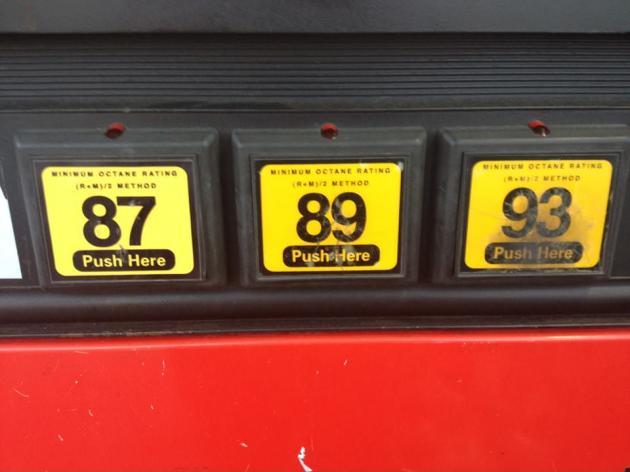 MINIMUM OCTANE RATING
(R+M)/2 METHOD
87
Push Here
MINIMUM OCTANE RATING
(R+M)/2 METHOD
89
Push Here
MINIMUM OCTANE RATING
(R+M)/2 METHOD
93
Push Here